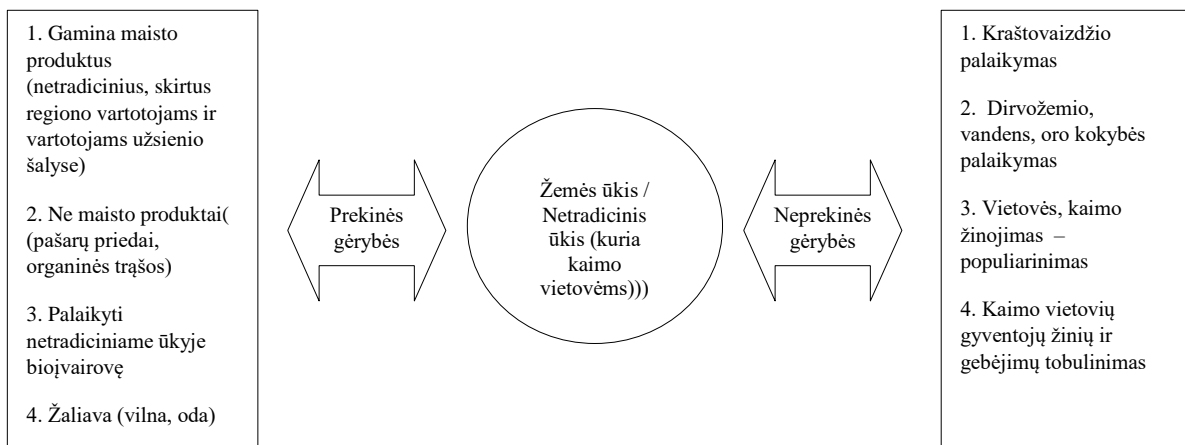 1. Gamina maisto
produktus
(netradicinius, skirtus
regiono vartotojams ir
vartotojams užsienio
šalyse)
2. Ne maisto produktai(
(pašarų priedai,
organinės trąšos)
3. Palaikyti
netradiciniame ūkyje
bioįvairovę
4. Žaliava (vilna, oda)
Prekinės
gėrybės
Žemės ūkis /
Netradicinis
ūkis (kuria
kaimo
vietovėms)))
Neprekinės
gėrybės
1. Kraštovaizdžio
palaikymas
2. Dirvožemio,
vandens, oro kokybės
palaikymas
3. Vietovės, kaimo
žinojimas –
populiarinimas
4. Kaimo vietovių
gyventojų žinių ir
gebėjimų tobulinimas